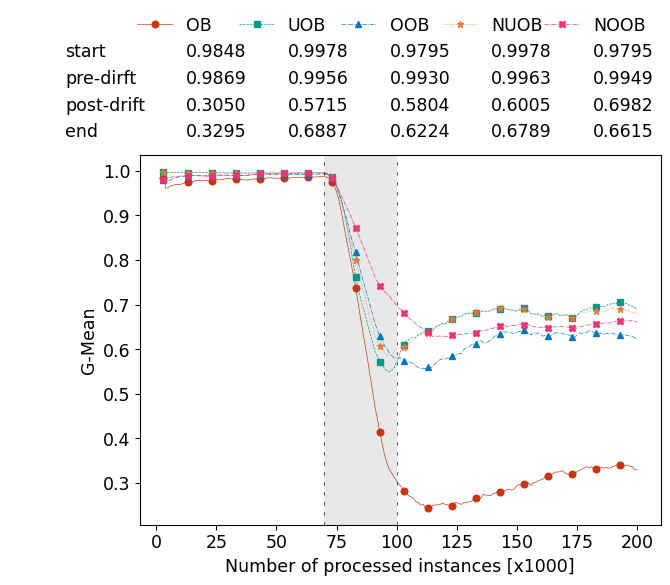 OB UOB OOB NUOB NOOB
start 0.9848 0.9978 0.9795 0.9978 0.9795
pre-dirft 0.9869 0.9956 0.9930 0.9963 0.9949
post-drift 0.3050 0.5715 0.5804 0.6005 0.6982
end 0.3295 0.6887 0.6224 0.6789 0.6615
1.0
0.9
0.8
0.7
0.6
0.5
0.4
0.3
G-Mean
0 25 50 75 100 125 150 175 200
Number of processed instances [x1000]